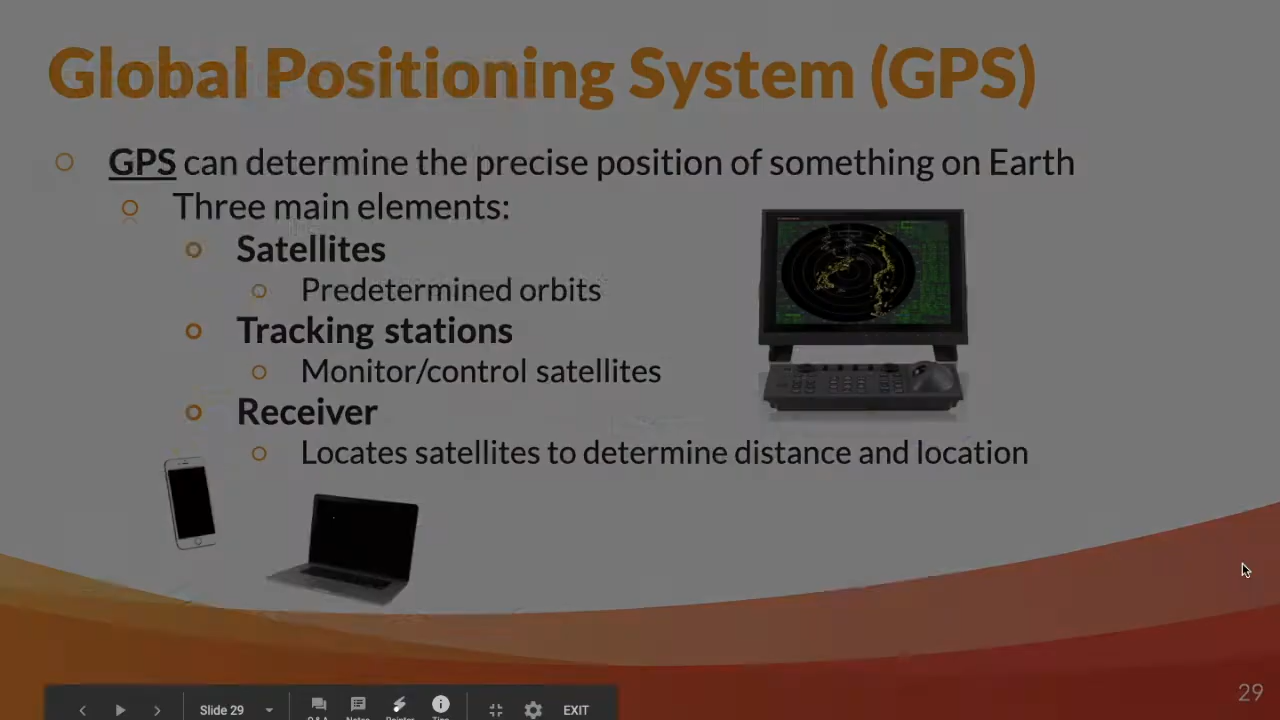 Global Positioning System (GPS)
GPS can determine the precise position of something on Earth
Three main elements:
Satellites
Predetermined orbits
Tracking stations
Monitor/control satellites
Receiver
Locates satellites to determine distance and location
29
Slide 29
EXIT